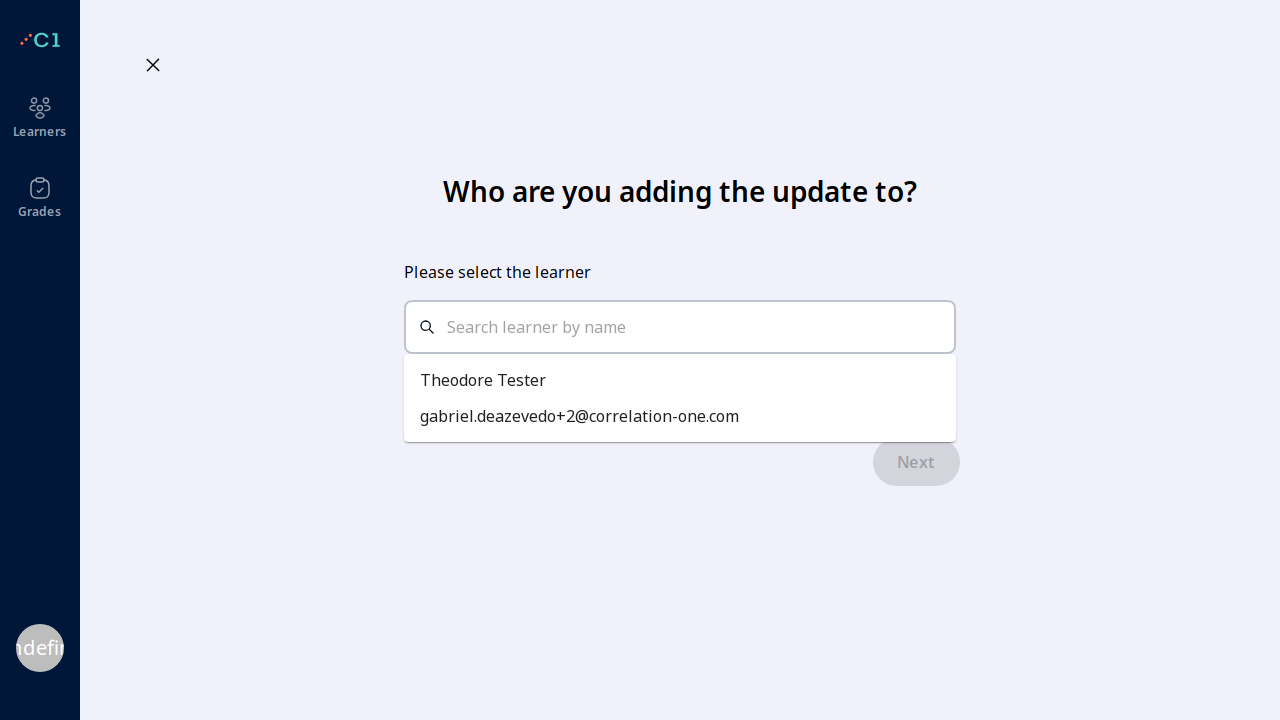 C1
Learners
Grades
Who are you adding the update to?
Please select the learner
Search learner by name
Theodore Tester
gabriel.deazevedo+2@correlation-one.com
Next
ndefin